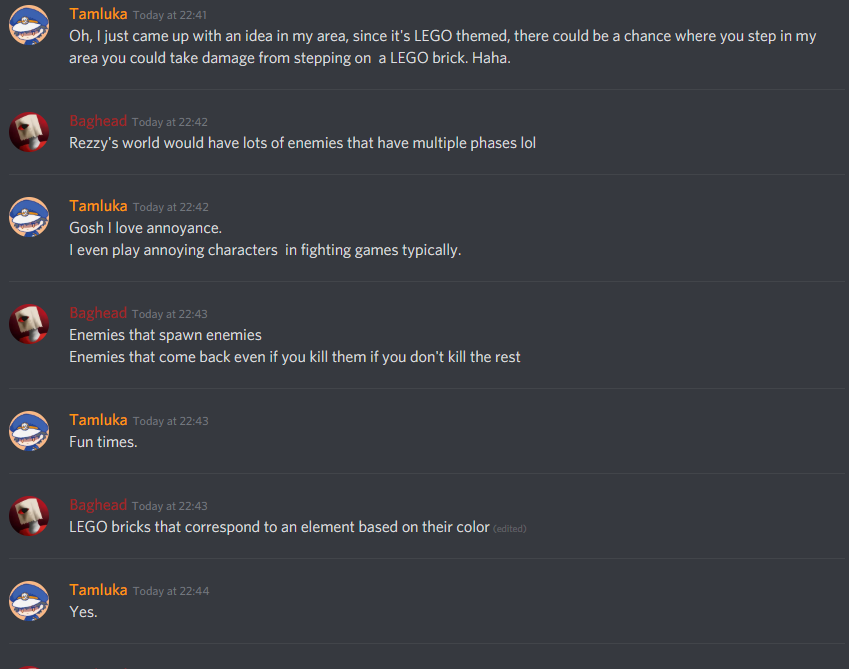 Tamluka Today at 22:41
Oh, I just came up with an idea in my area, since it's LEGO themed, there could be a chance where you step in my
area you could take damage from stepping on  a LEGO brick. Haha.
Baghead Today at 22:42
Rezzy's world would have lots of enemies that have multiple phases lol
Tamluka Today at 22:42
Gosh I love annoyance.
I even play annoying characters  in fighting games typically.
Baghead Today at 22:43
Enemies that spawn enemies
Enemies that come back even if you kill them if you don't kill the rest
Tamluka Today at 22:43
Fun times.
Baghead Today at 22:43
LEGO bricks that correspond to an element based on their color (edited)
Tamluka Today at 22:44
Yes.